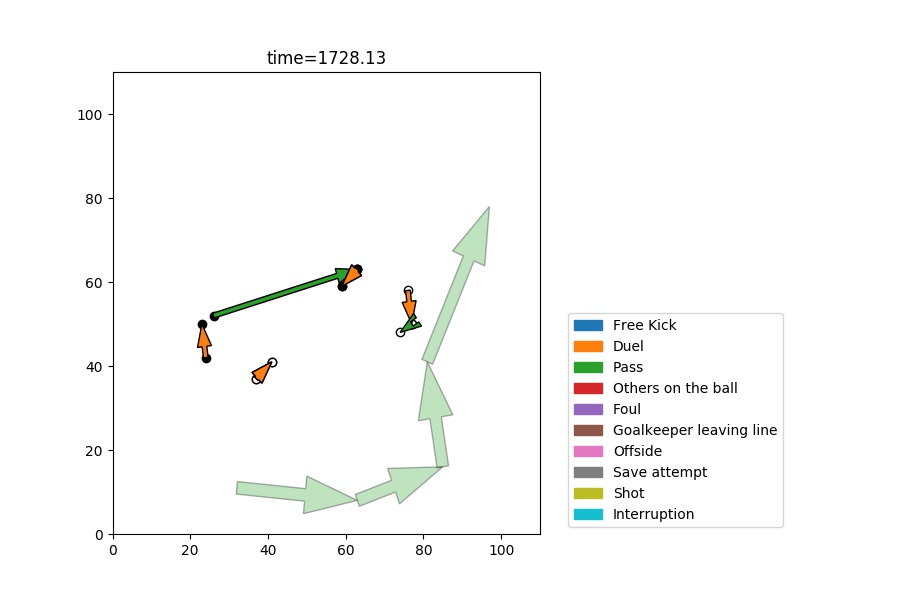 time=1728.13
100
80
60
40
20
0
0 20 40 60 80 100
Free Kick
Duel
Pass
Others on the ball
Foul
Goalkeeper leaving line
Offside
Save attempt
Shot
Interruption